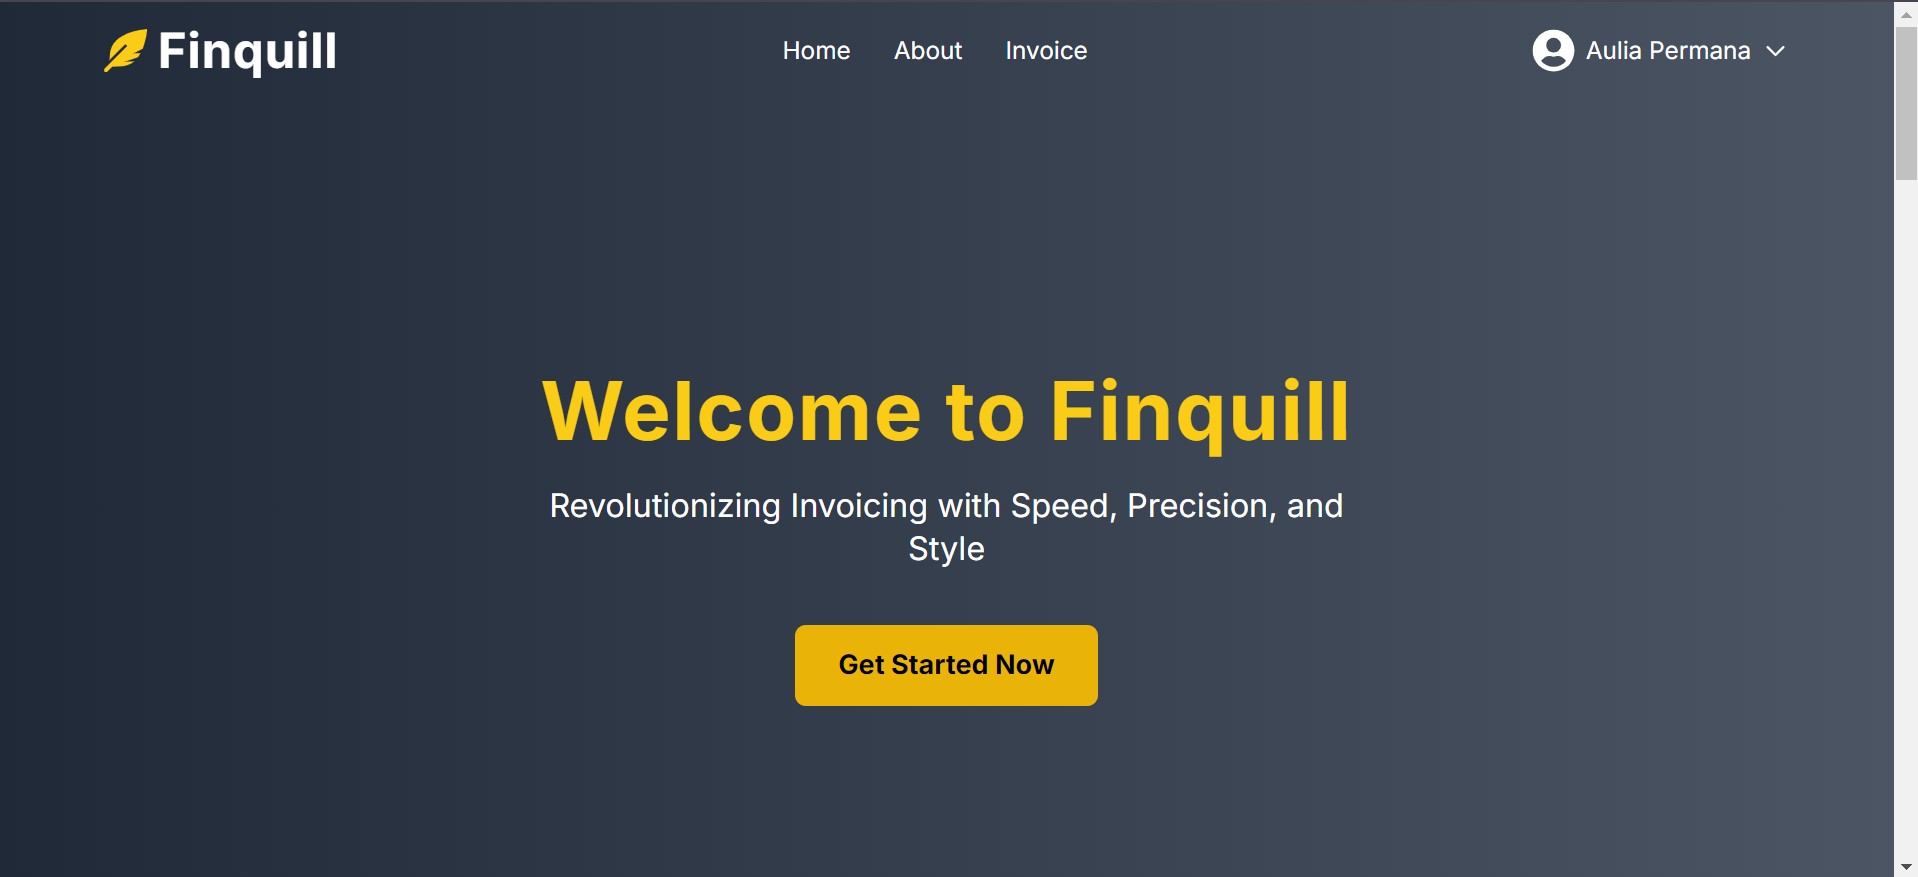 Finquill
Home About Invoice
Aulia Permana
Welcome to Finquill
Revolutionizing Invoicing with Speed, Precision, and
Style
Get Started Now